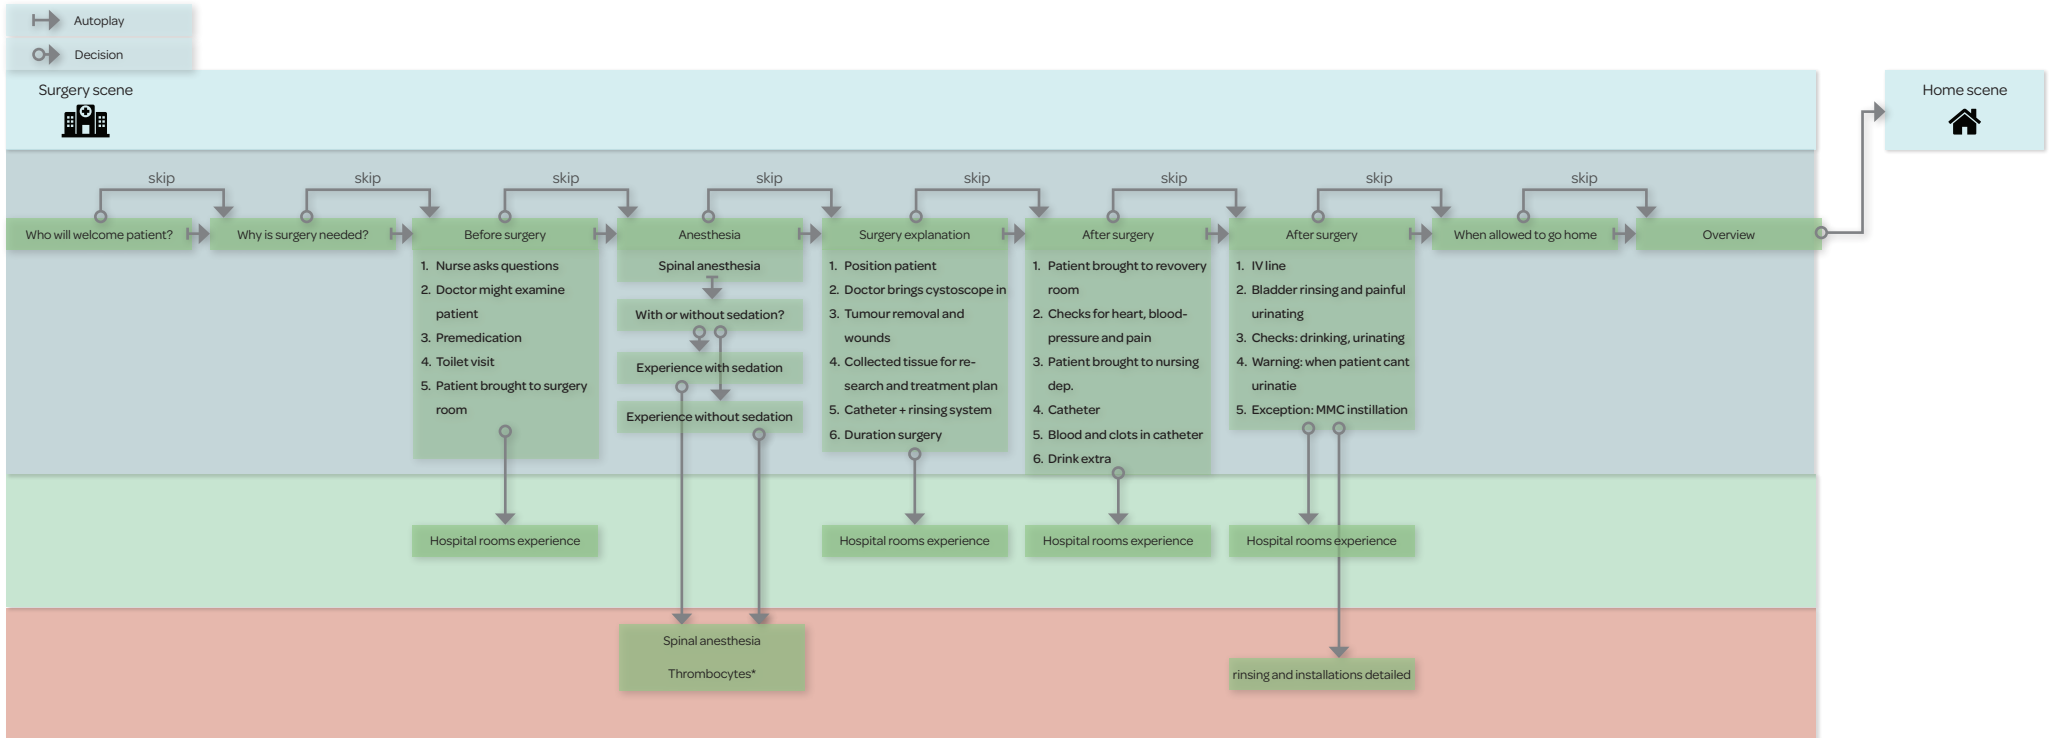 Autoplay
Decision
Surgery scene
Home scene
skip
skip
skip
skip
skip
skip
skip
skip
Who will welcome patient?
Why is surgery needed?
Before surgery
Anesthesia
Surgery explanation
After surgery
After surgery
When allowed to go home
Overview
1. Nurse asks questions
2. Doctor might examine
patient
3. Premedication
4. Toilet visit
5. Patient brought to surgery
room
Spinal anesthesia
With or without sedation?
Experience with sedation
Experience without sedation
1. Position patient
2. Doctor brings cystoscope in
3. Tumour removal and
wounds
4. Collected tissue for re-
search and treatment plan
5. Catheter + rinsing system
6. Duration surgery
1. Patient brought to revovery
room
2. Checks for heart, blood-
pressure and pain
3. Patient brought to nursing
dep.
4. Catheter
5. Blood and clots in catheter
6. Drink extra
1. IV line
2. Bladder rinsing and painful
urinating
3. Checks: drinking, urinating
4. Warning: when patient cant
urinatie
5. Exception: MMC instillation
Hospital rooms experience
Hospital rooms experience
Hospital rooms experience
Hospital rooms experience
Spinal anesthesia
Thrombocytes*
rinsing and installations detailed